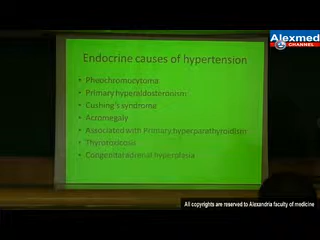 Alexmed
CHANNEL
Endocrine causes of hypertension
• Pheochromocytoma
• Primary hyperaldosteronism
• Cushing's syndrome
• Acromegaly
• Associated with Primary hyperparathyroidism
• Thyrotoxicosis
• Congenital adrenal hyperplasia
All copyrights are reserved to Alexandria faculty of medicine